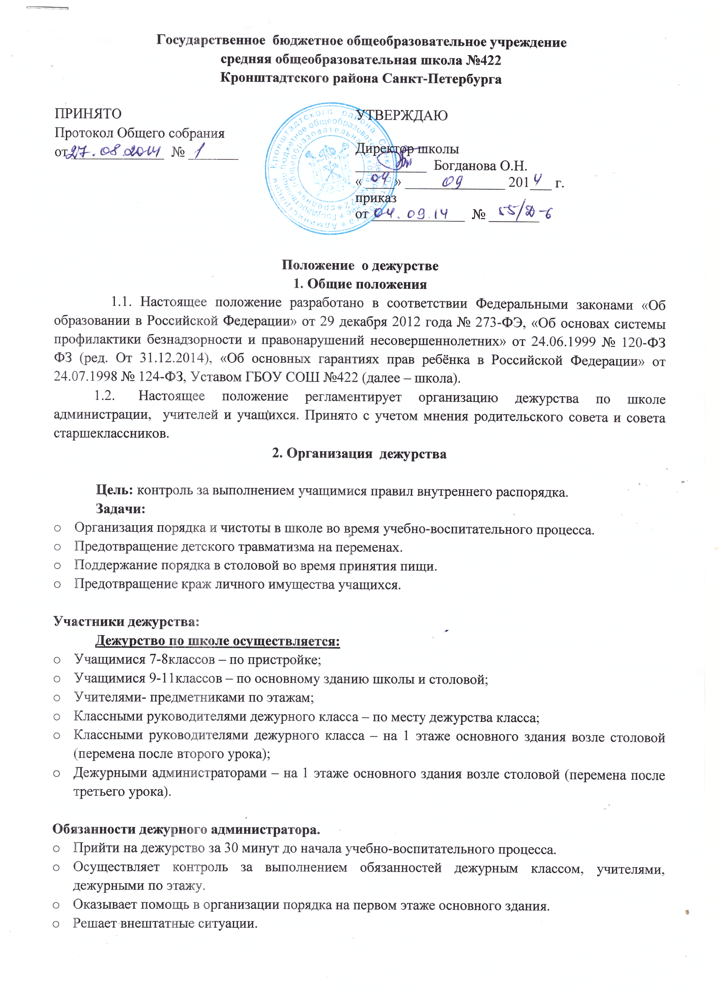 Государственное бюджетное общеобразовательное учреждение
средняя общеобразовательная школа №422
Кронштадтского района Санкт-Петербурга
ПРИНЯТО
Протокол Общего собрания
от 27.08.2014 № 1
УТВЕРЖДАЮ
Директор школы
Богданова О.Н.
« 04 » 09 2014 г.
приказ
от 04.09.14 № 55/Д-6
Администрация Кронштадтского района Санкт-Петербурга *
Государственное бюджетное общеобразовательное учреждение *
средняя общеобразовательная школа №422 *
Положение о дежурстве
1. Общие положения
1.1. Настоящее положение разработано в соответствии Федеральными законами «Об
образовании в Российской Федерации» от 29 декабря 2012 года № 273-ФЭ, «Об основах системы
профилактики безнадзорности и правонарушений несовершеннолетних» от 24.06.1999 № 120-ФЗ
ФЗ (ред. От 31.12.2014), «Об основных гарантиях прав ребёнка в Российской Федерации» от
24.07.1998 № 124-ФЗ, Уставом ГБОУ СОШ №422 (далее – школа).
1.2. Настоящее положение регламентирует организацию дежурства по школе
администрации, учителей и учащихся. Принято с учетом мнения родительского совета и совета
старшеклассников.
2. Организация дежурства
Цель: контроль за выполнением учащимися правил внутреннего распорядка.
Задачи:
○ Организация порядка и чистоты в школе во время учебно-воспитательного процесса.
○ Предотвращение детского травматизма на переменах.
○ Поддержание порядка в столовой во время принятия пищи.
○ Предотвращение краж личного имущества учащихся.
Участники дежурства:
Дежурство по школе осуществляется:
○ Учащимися 7-8классов – по пристройке;
○ Учащимися 9-11классов – по основному зданию школы и столовой;
○ Учителями- предметниками по этажам;
○ Классными руководителями дежурного класса – по месту дежурства класса;
○ Классными руководителями дежурного класса – на 1 этаже основного здания возле столовой
(перемена после второго урока);
○ Дежурными администраторами – на 1 этаже основного здания возле столовой (перемена после
третьего урока).
Обязанности дежурного администратора.
○ Прийти на дежурство за 30 минут до начала учебно-воспитательного процесса.
○ Осуществляет контроль за выполнением обязанностей дежурным классом, учителями,
дежурными по этажу.
○ Оказывает помощь в организации порядка на первом этаже основного здания.
○ Решает внештатные ситуации.